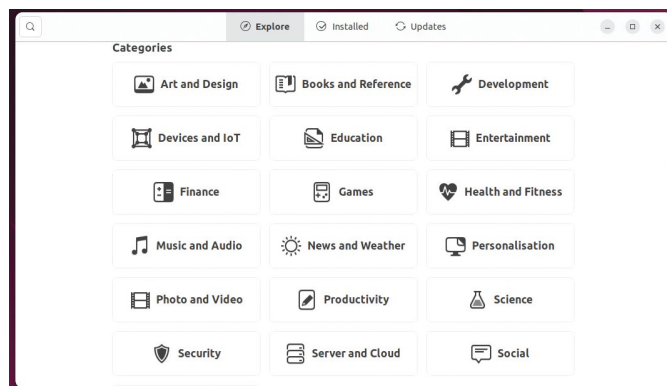 Explore Installed Updates
Categories
Art and Design Books and Reference Development
Devices and IoT Education Entertainment
Finance Games Health and Fitness
Music and Audio News and Weather Personalisation
Photo and Video Productivity Science
Security Server and Cloud Social